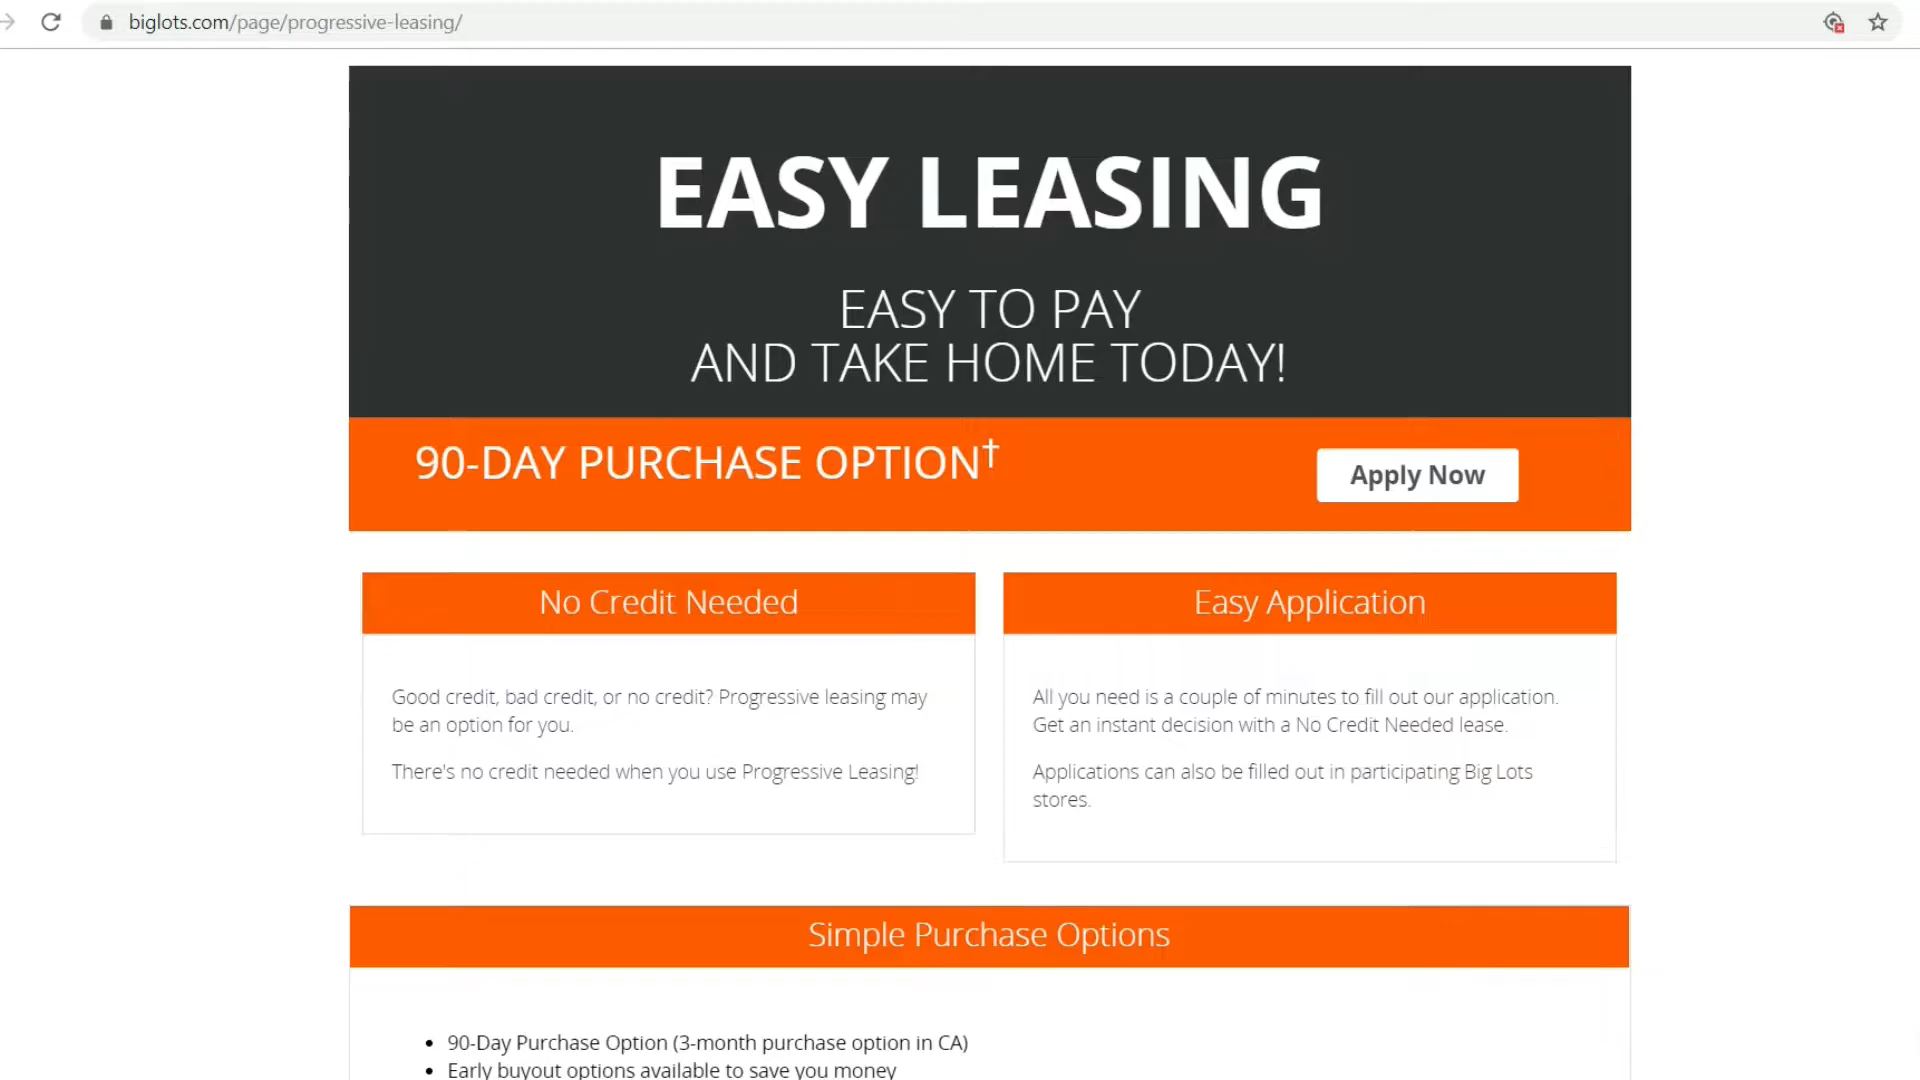 biglots.com/page/progressive-leasing/
EASY LEASING
EASY TO PAY
AND TAKE HOME TODAY!
90-DAY PURCHASE OPTION†
Apply Now
No Credit Needed
Good credit, bad credit, or no credit? Progressive leasing may
be an option for you.
There's no credit needed when you use Progressive Leasing!
Easy Application
All you need is a couple of minutes to fill out our application.
Get an instant decision with a No Credit Needed lease.
Applications can also be filled out in participating Big Lots
stores.
Simple Purchase Options
• 90-Day Purchase Option (3-month purchase option in CA)
• Early buyout options available to save you money